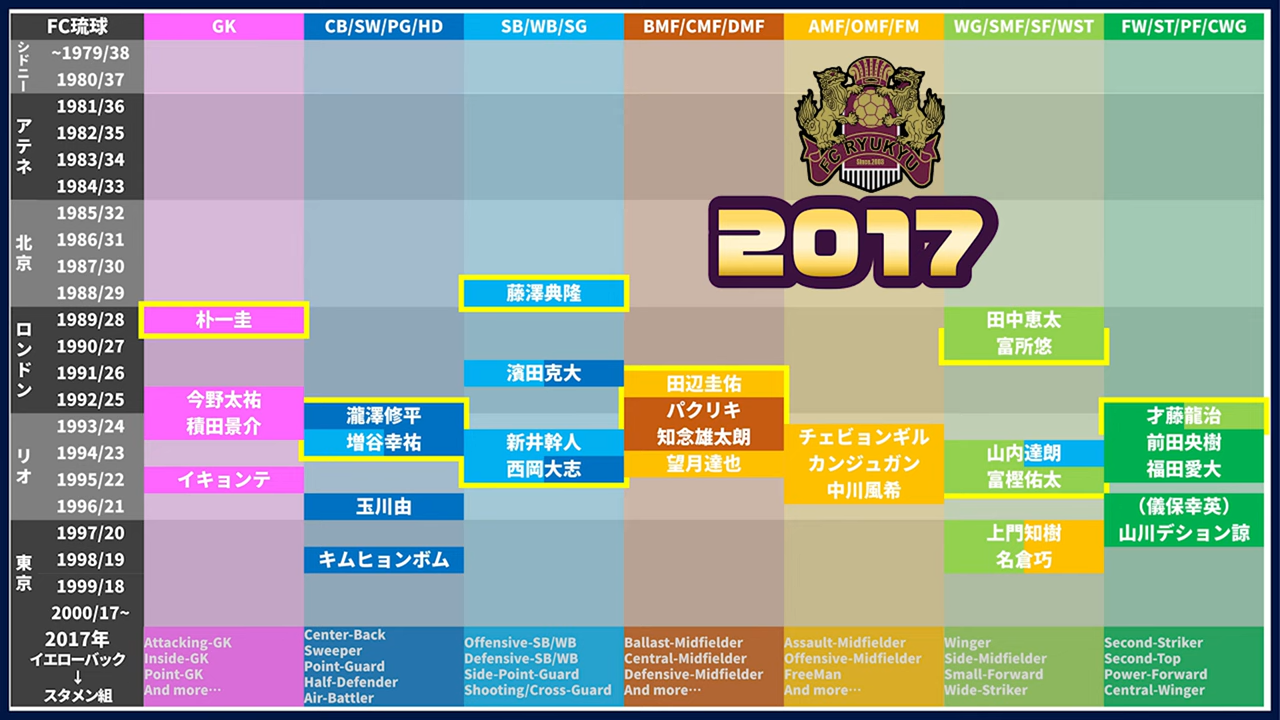 FC琉球 GK CB/SW/PG/HD SB/WB/SG BMF/CMF/DMF AMF/OMF/FM WG/SMF/SF/WST FW/ST/PF/CWG
シドニー
~1979/38
1980/37
アテネ
1981/36
1982/35
1983/34
1984/33
FC RYUKYU
Since.2003
北京
1985/32
1986/31
1987/30
1988/29 藤澤典隆
2017
ロンドン
1989/28 朴一圭 田中恵太
1990/27 富所悠
1991/26 濱田克大 田辺圭佑
1992/25 今野太祐 瀧澤修平 パクリキ 才藤龍治
リオ
1993/24 積田景介 増谷幸祐 新井幹人 知念雄太朗 チェビョンギル 前田央樹
1994/23 西岡大志 望月達也 カンジュガン 山内達朗 福田愛大
1995/22 イキョンテ 中川風希 富樫佑太
1996/21 玉川由 (儀保幸英)
東京
1997/20 上門知樹 山川デション諒
1998/19 キムヒョンボム 名倉巧
1999/18
2000/17~
2017年
イエローバック
↓
スタメン組
Attacking-GK
Inside-GK
Point-GK
And more…
Center-Back
Sweeper
Point-Guard
Half-Defender
Air-Battler
Offensive-SB/WB
Defensive-SB/WB
Side-Point-Guard
Shooting/Cross-Guard
Ballast-Midfielder
Central-Midfielder
Defensive-Midfielder
And more…
Assault-Midfielder
Offensive-Midfielder
FreeMan
And more…
Winger
Side-Midfielder
Small-Forward
Wide-Striker
Second-Striker
Second-Top
Power-Forward
Central-Winger